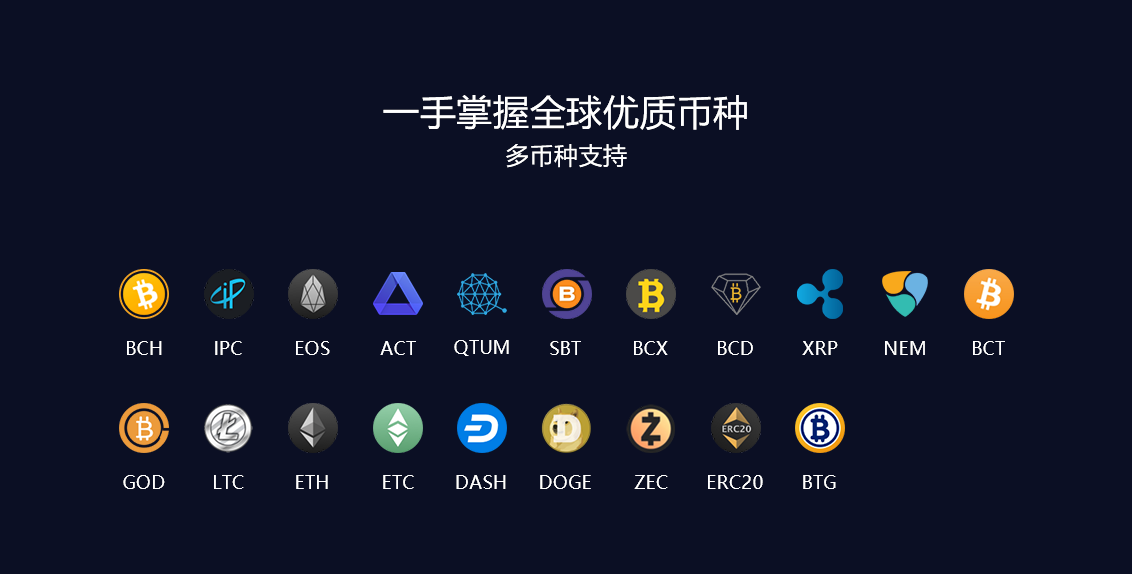 一手掌握全球优质币种
多币种支持
BCH IPC EOS ACT QTUM SBT BCX BCD XRP NEM BCT
ERC20
GOD LTC ETH ETC DASH DOGE ZEC ERC20 BTG